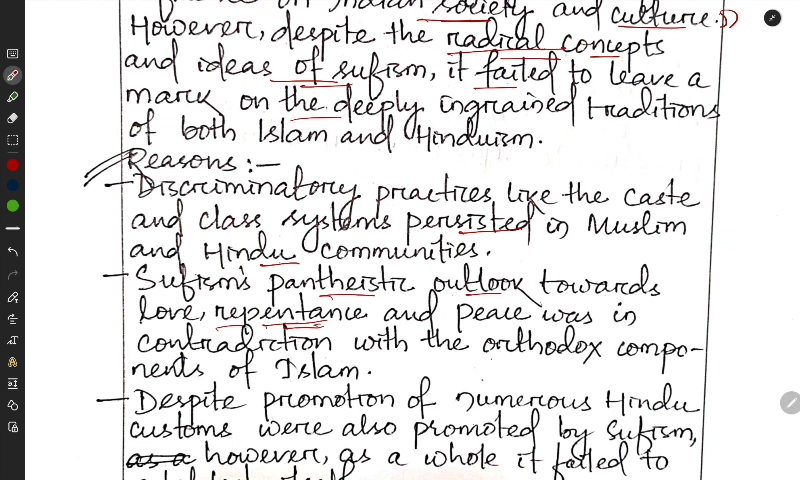 on Indian society and culture.5)
However, despite the radical concepts
and ideas of sufism, it failed to leave a
mark on the deeply ingrained traditions
of both Islam and Hinduism.
Reasons :—
— Discriminatory practices like the caste
and class systems persisted in Muslim
and Hindu communities.
— Sufism's pantheistic outlook towards
love, repentance and peace was in
contradiction with the orthodox compo-
nents of Islam.
— Despite promotion of numerous Hindu
customs were also promoted by Sufism,
as a however, as a whole it failed to